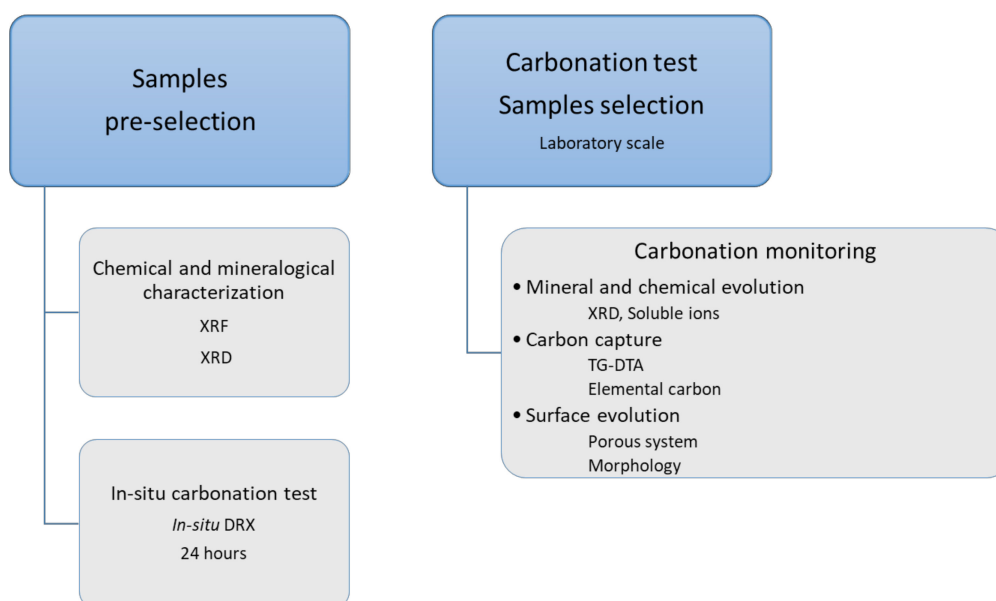 Samples
pre-selection
Chemical and mineralogical
characterization
XRF
XRD
In-situ carbonation test
In-situ DRX
24 hours
Carbonation test
Samples selection
Laboratory scale
Carbonation monitoring
• Mineral and chemical evolution
XRD, Soluble ions
• Carbon capture
TG-DTA
Elemental carbon
• Surface evolution
Porous system
Morphology